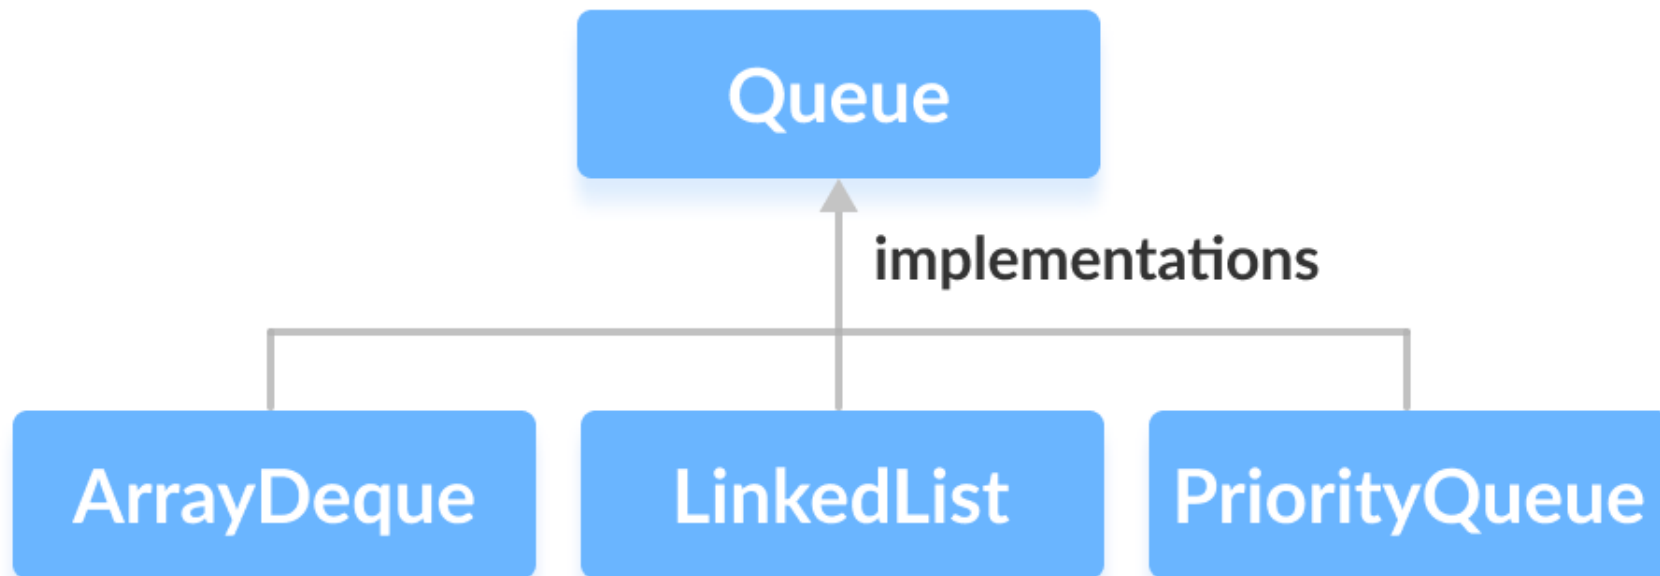 Queue
implementations
ArrayDeque
LinkedList
PriorityQueue